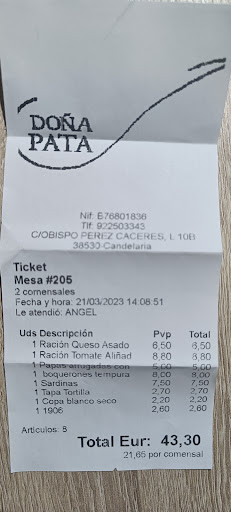 DOÑA
PATA
Nif: E76801836
Tlf: 922503343
C/OBISPO PEREZ CACERES, L 10B
38530-Candelaria
Ticket
Mesa #205
2 comensales
Fecha y hora: 21/03/2023 14:08:51
Le atendió: ANGEL
Uds Descripción Pvp Total
1 Ración Queso Asado 6,50 6,50
1 Ración Tomate Aliñad 8,80 8,80
1 Papas arrugadas con 5,00 5,00
1 boquerones tempura 8,00 8,00
1 Sardinas 7,50 7,50
1 Tapa Tortilla 2,70 2,70
1 Copa blanco seco 2,20 2,20
1 1906 2,60 2,60
Articulos: 8
Total Eur: 43,30
21,65 por comensal